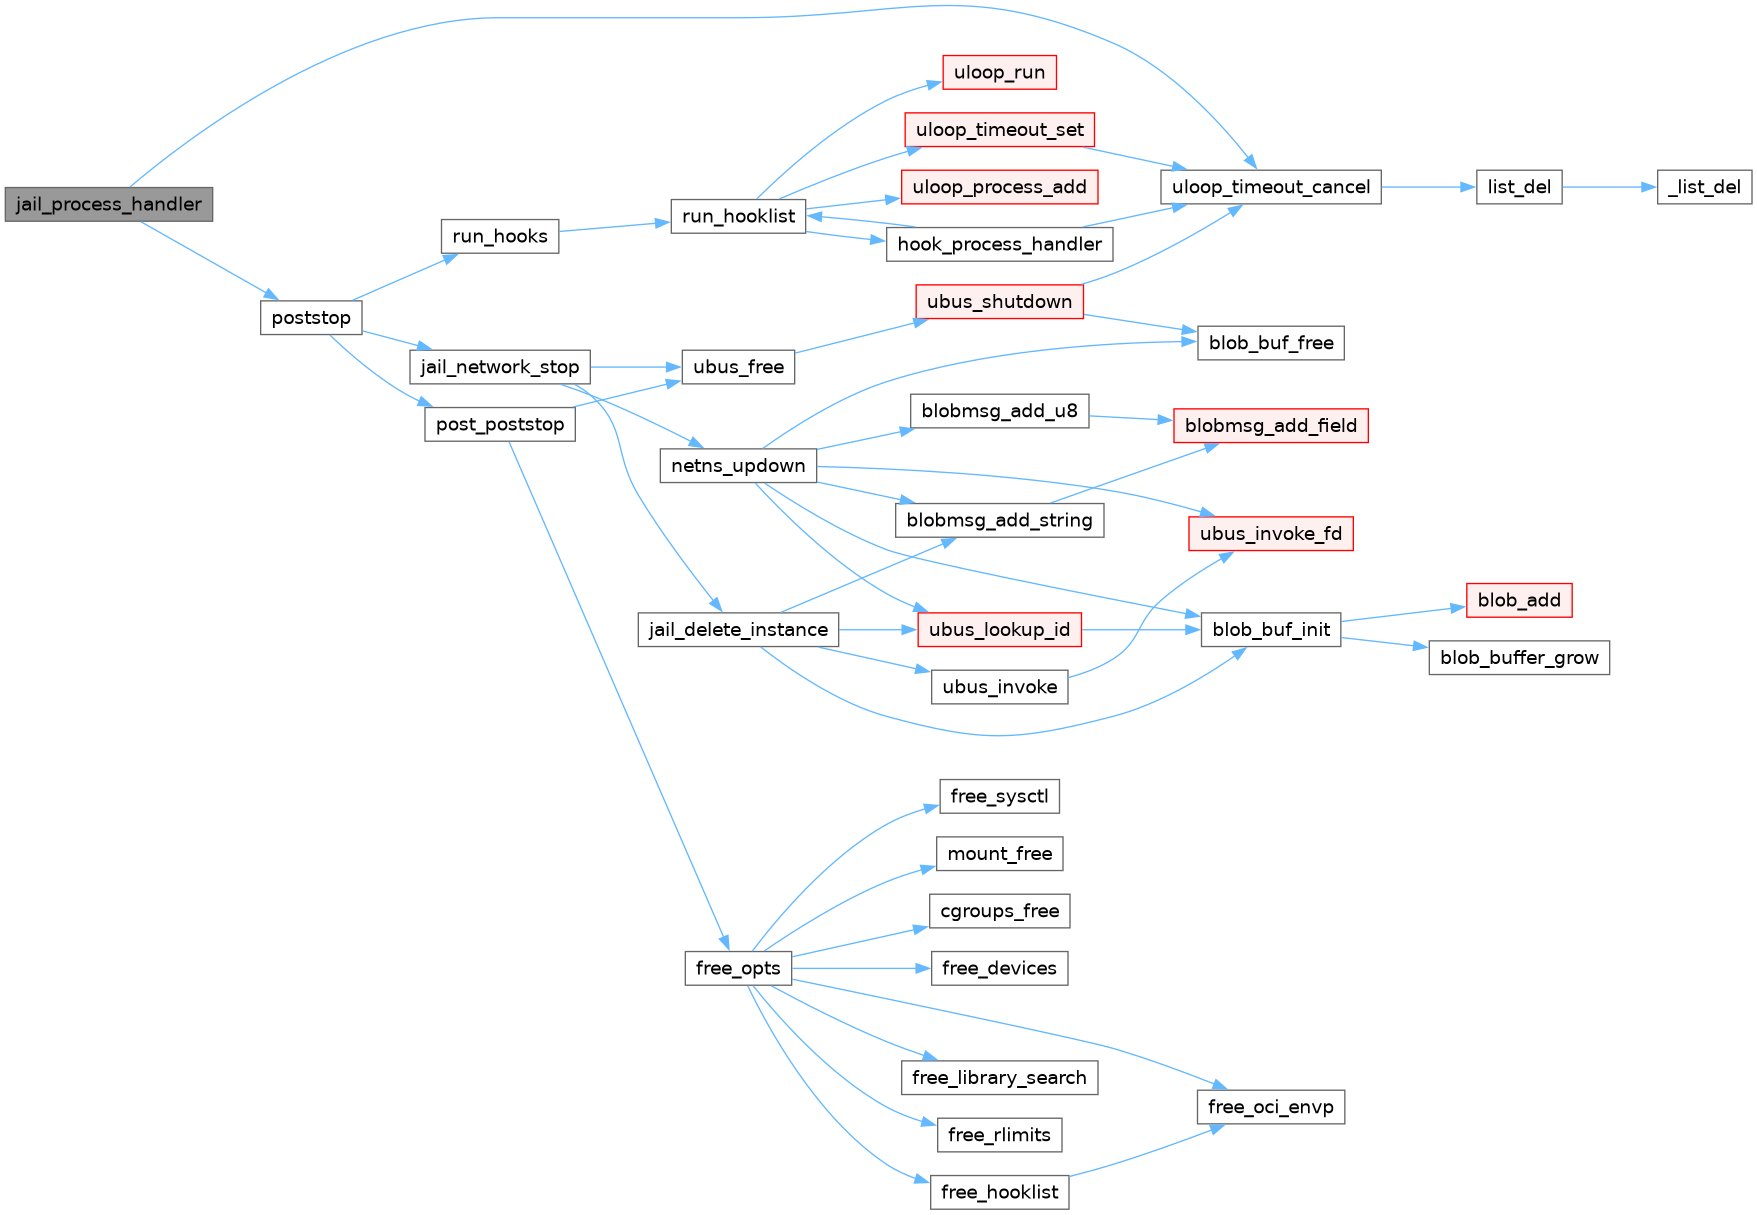 jail_process_handler
poststop
run_hooks
jail_network_stop
post_poststop
run_hooklist
ubus_free
netns_updown
jail_delete_instance
free_opts
uloop_run
uloop_timeout_set
uloop_process_add
hook_process_handler
ubus_shutdown
blobmsg_add_u8
blobmsg_add_string
ubus_lookup_id
ubus_invoke
free_sysctl
mount_free
cgroups_free
free_devices
free_library_search
free_rlimits
free_hooklist
uloop_timeout_cancel
blob_buf_free
blobmsg_add_field
ubus_invoke_fd
blob_buf_init
free_oci_envp
list_del
blob_add
blob_buffer_grow
_list_del